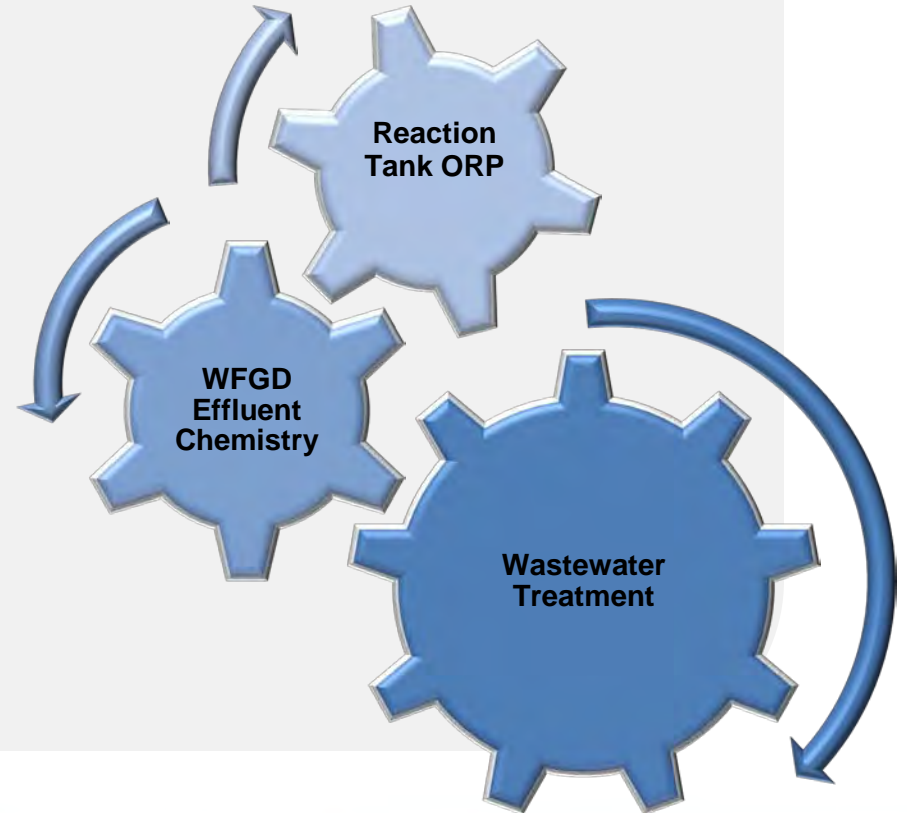 Reaction
Tank ORP
WFGD
Effluent
Chemistry
Wastewater
Treatment